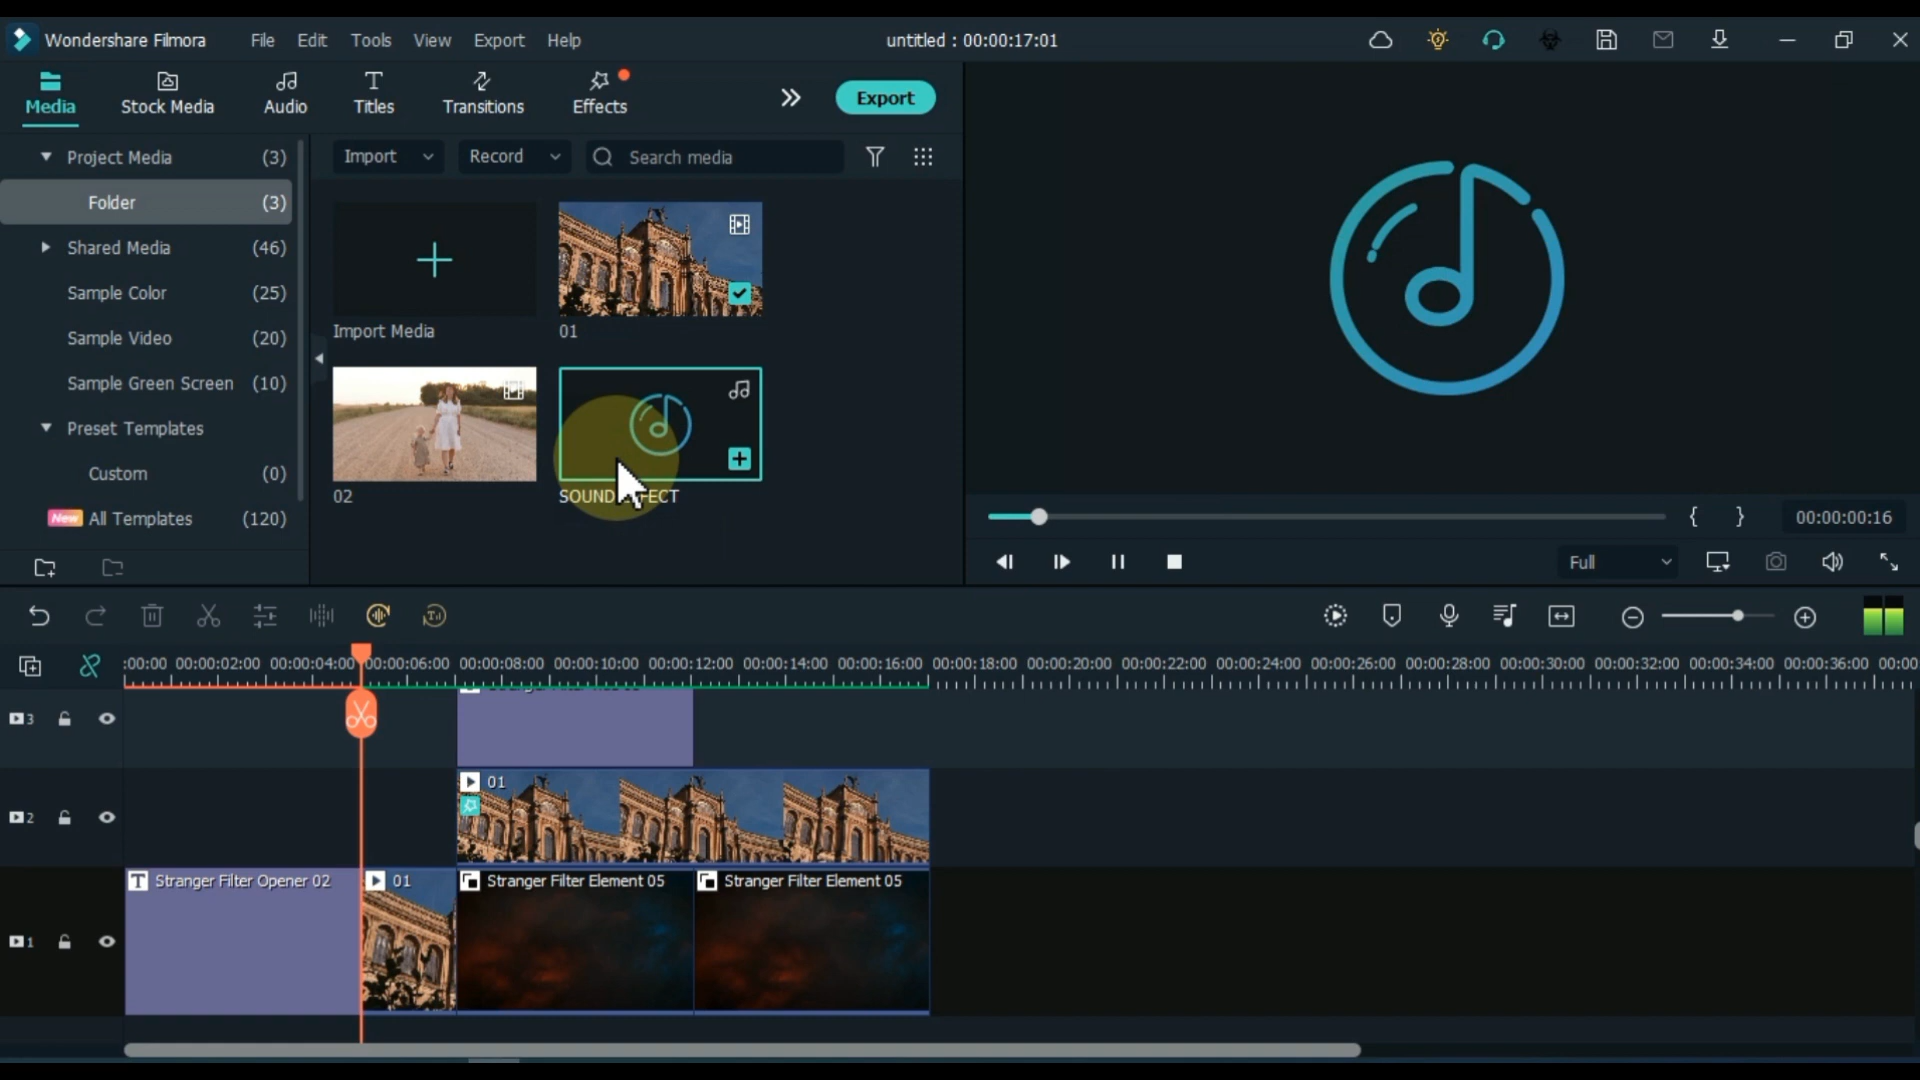 Wondershare Filmora File Edit Tools View Export Help untitled : 00:00:17:01
Media Stock Media Audio Titles Transitions Effects Export
Project Media (3)
Folder (3)
Shared Media (46)
Sample Color (25)
Sample Video (20)
Sample Green Screen (10)
Preset Templates
Custom (0)
New All Templates (120)
Import Record Search media
Import Media 01
02 SOUND EFFECT
{ } 00:00:00:16
Full
:00:00 00:00:02:00 00:00:04:00 00:00:06:00 00:00:08:00 00:00:10:00 00:00:12:00 00:00:14:00 00:00:16:00 00:00:18:00 00:00:20:00 00:00:22:00 00:00:24:00 00:00:26:00 00:00:28:00 00:00:30:00 00:00:32:00 00:00:34:00 00:00:36:00 00:00
3
2 01
Stranger Filter Opener 02 01 Stranger Filter Element 05 Stranger Filter Element 05
1